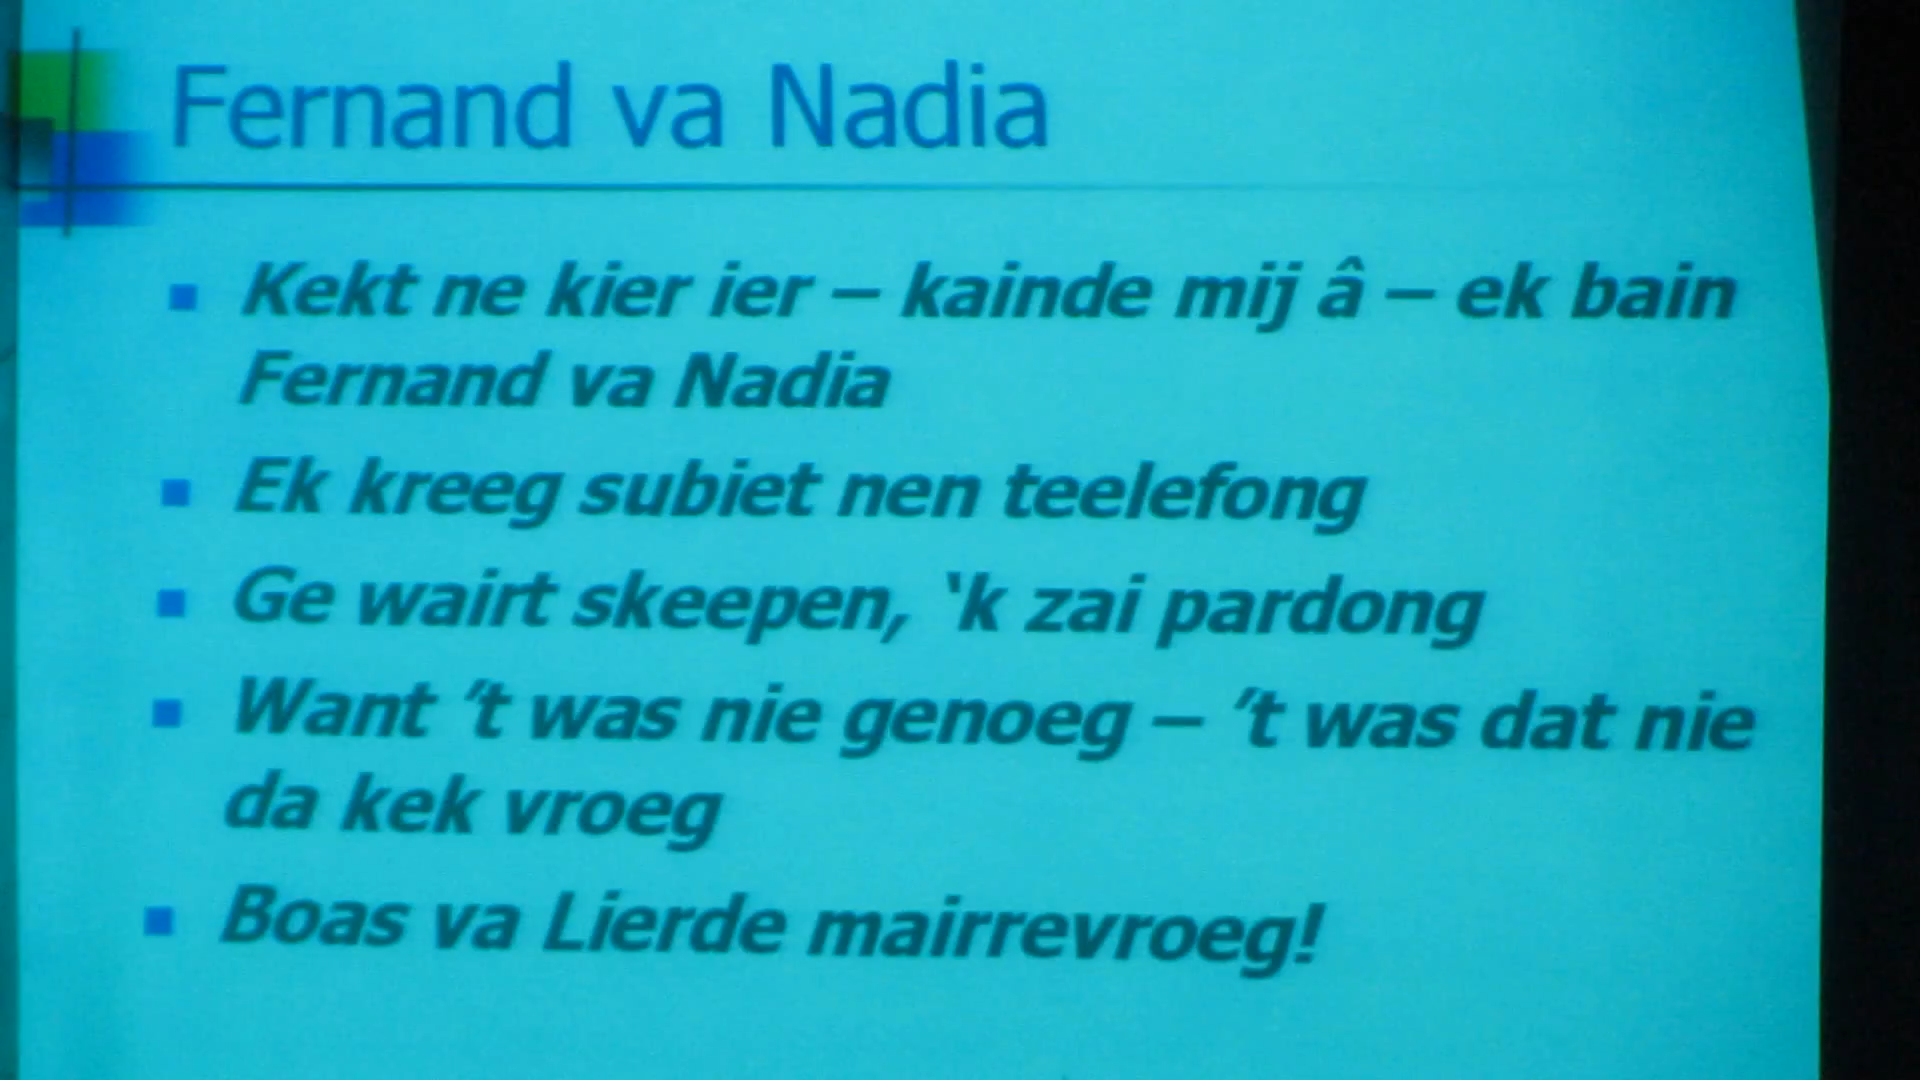 Fernand va Nadia
Kekt ne kier ier – kainde mij â – ek bain
Fernand va Nadia
Ek kreeg subiet nen teelefong
Ge wairt skeepen, ‘k zai pardong
Want ’t was nie genoeg – ’t was dat nie
da kek vroeg
Boas va Lierde mairrevroeg!